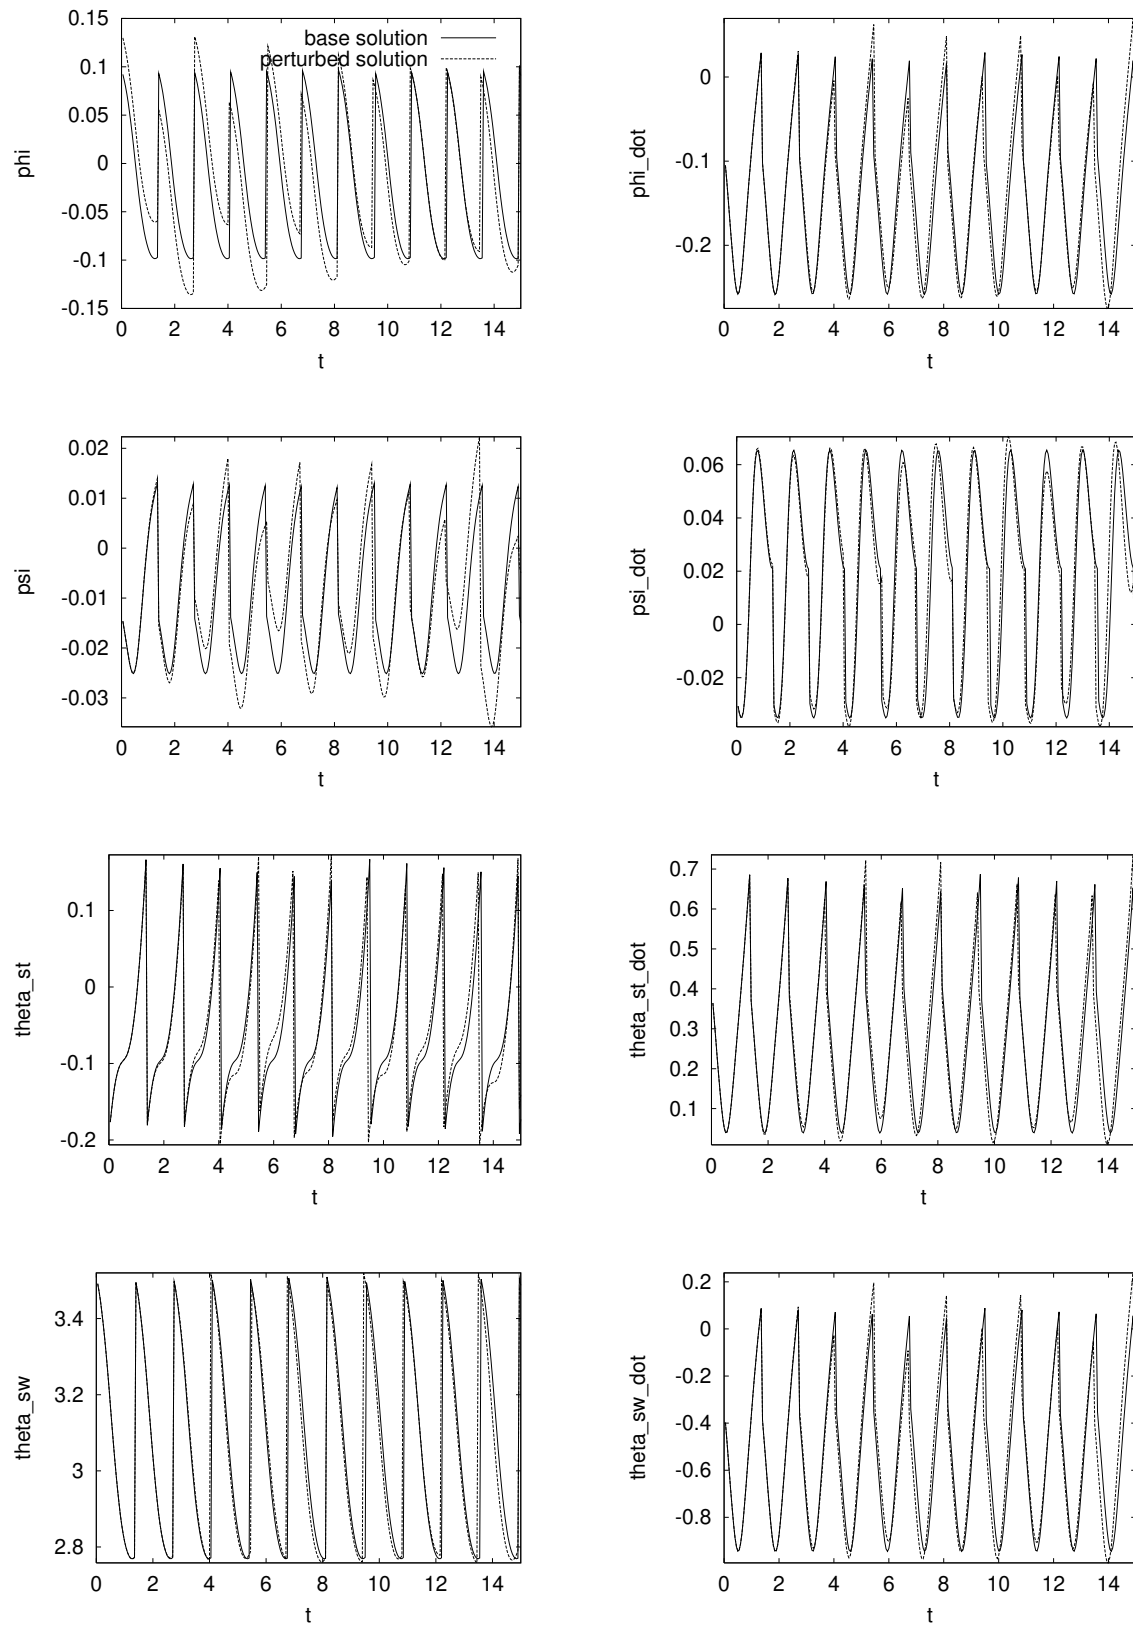 0.15
0.1
0.05
0
-0.05
-0.1
-0.15
phi
base solution
perturbed solution
0 2 4 6 8 10 12 14
t
0
-0.1
-0.2
phi_dot
0 2 4 6 8 10 12 14
t
0.02
0.01
0
-0.01
-0.02
-0.03
psi
0 2 4 6 8 10 12 14
t
0.06
0.04
0.02
0
-0.02
psi_dot
0 2 4 6 8 10 12 14
t
0.1
0
-0.1
-0.2
theta_st
0 2 4 6 8 10 12 14
t
0.7
0.6
0.5
0.4
0.3
0.2
0.1
theta_st_dot
0 2 4 6 8 10 12 14
t
3.4
3.2
3
2.8
theta_sw
0 2 4 6 8 10 12 14
t
0.2
0
-0.2
-0.4
-0.6
-0.8
theta_sw_dot
0 2 4 6 8 10 12 14
t